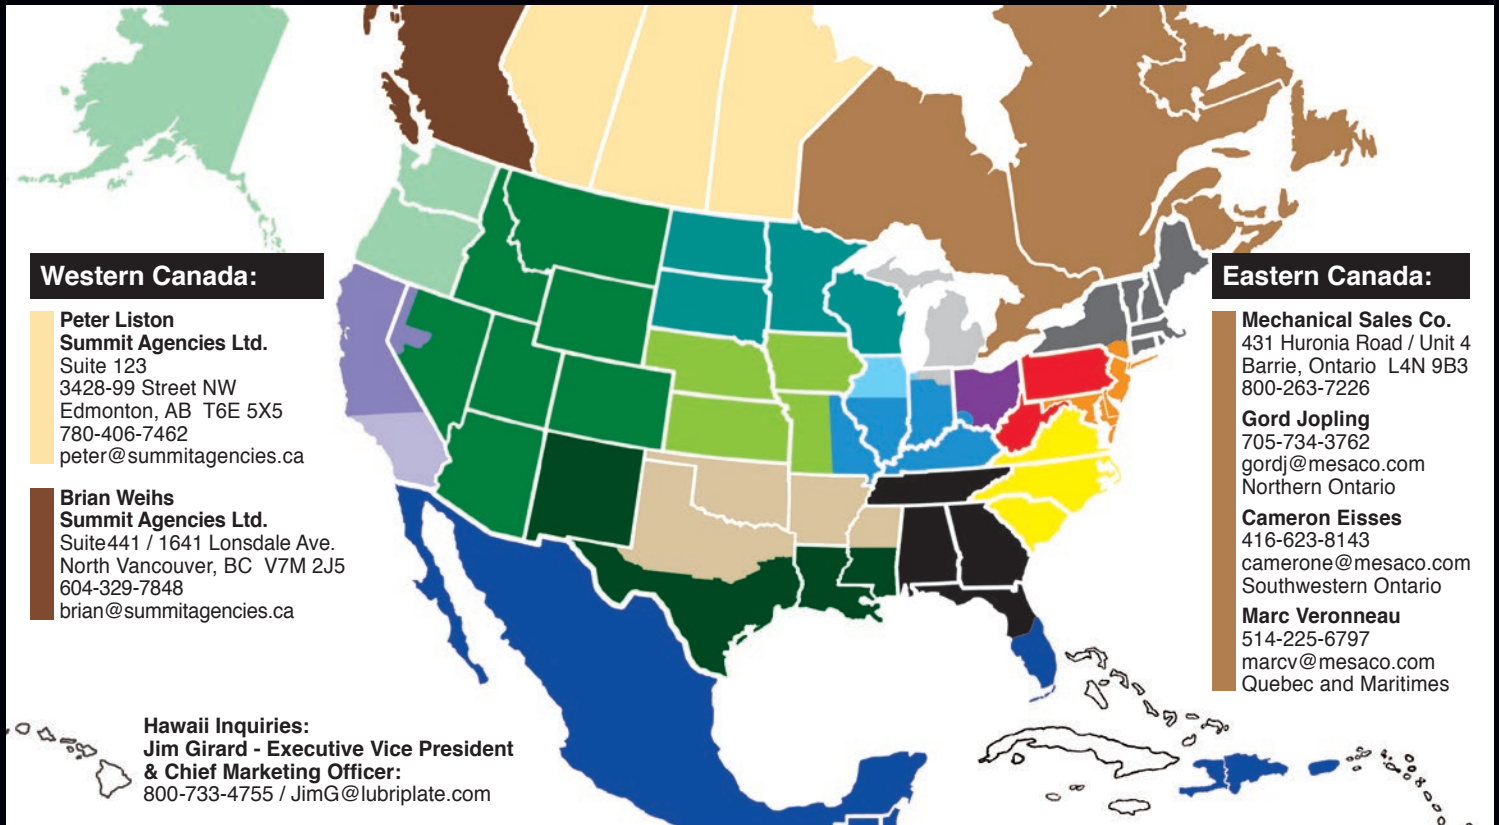 Western Canada:
Peter Liston
Summit Agencies Ltd.
Suite 123
3428-99 Street NW
Edmonton, AB  T6E 5X5
780-406-7462
peter@summitagencies.ca
Brian Weihs
Summit Agencies Ltd.
Suite441 / 1641 Lonsdale Ave.
North Vancouver, BC  V7M 2J5
604-329-7848
brian@summitagencies.ca
Hawaii Inquiries:
Jim Girard - Executive Vice President
& Chief Marketing Officer:
800-733-4755 / JimG@lubriplate.com
Eastern Canada:
Mechanical Sales Co.
431 Huronia Road / Unit 4
Barrie, Ontario  L4N 9B3
800-263-7226
Gord Jopling
705-734-3762
gordj@mesaco.com
Northern Ontario
Cameron Eisses
416-623-8143
camerone@mesaco.com
Southwestern Ontario
Marc Veronneau
514-225-6797
marcv@mesaco.com
Quebec and Maritimes